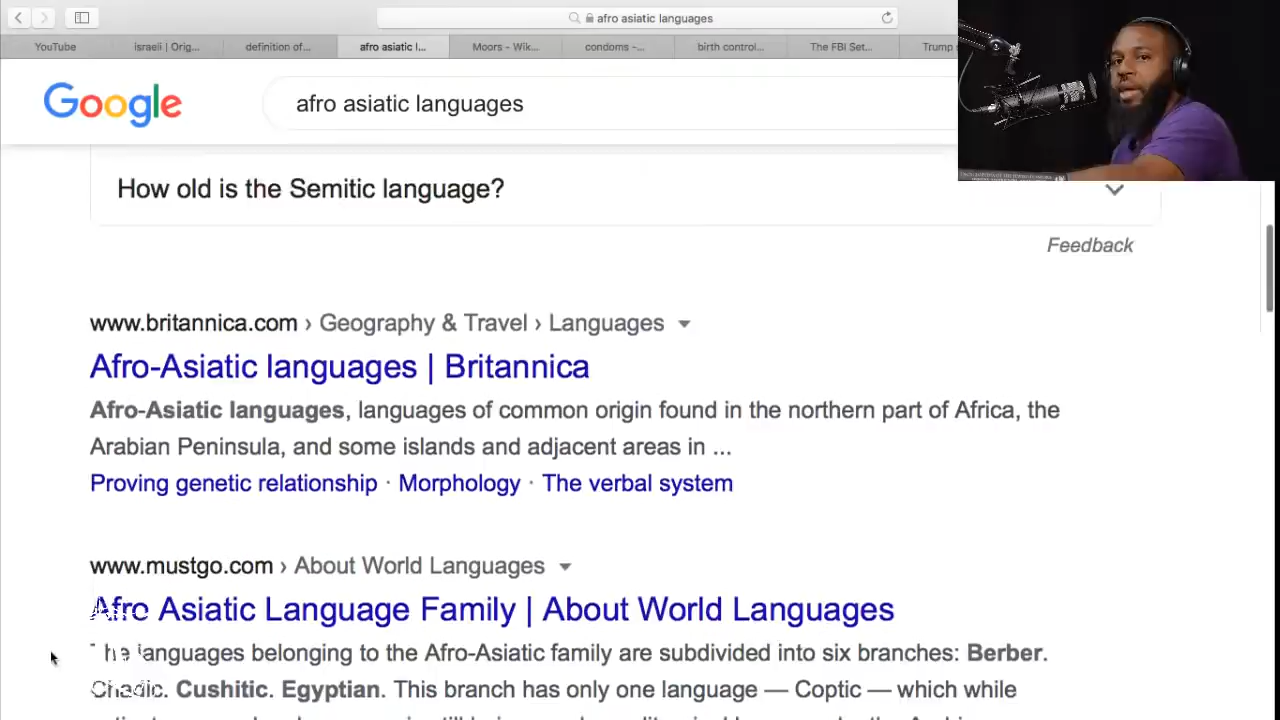 afro asiatic languages
YouTube
israeli | Orig...
definition of...
afro asiatic l...
Moors - Wik...
condoms -...
birth control...
The FBI Set...
Trump
Google
afro asiatic languages
How old is the Semitic language?
Feedback
www.britannica.com › Geography & Travel › Languages
Afro-Asiatic languages | Britannica
Afro-Asiatic languages, languages of common origin found in the northern part of Africa, the
Arabian Peninsula, and some islands and adjacent areas in ...
Proving genetic relationship · Morphology · The verbal system
www.mustgo.com › About World Languages
Afro Asiatic Language Family | About World Languages
The languages belonging to the Afro-Asiatic family are subdivided into six branches: Berber.
Chadic. Cushitic. Egyptian. This branch has only one language — Coptic — which while